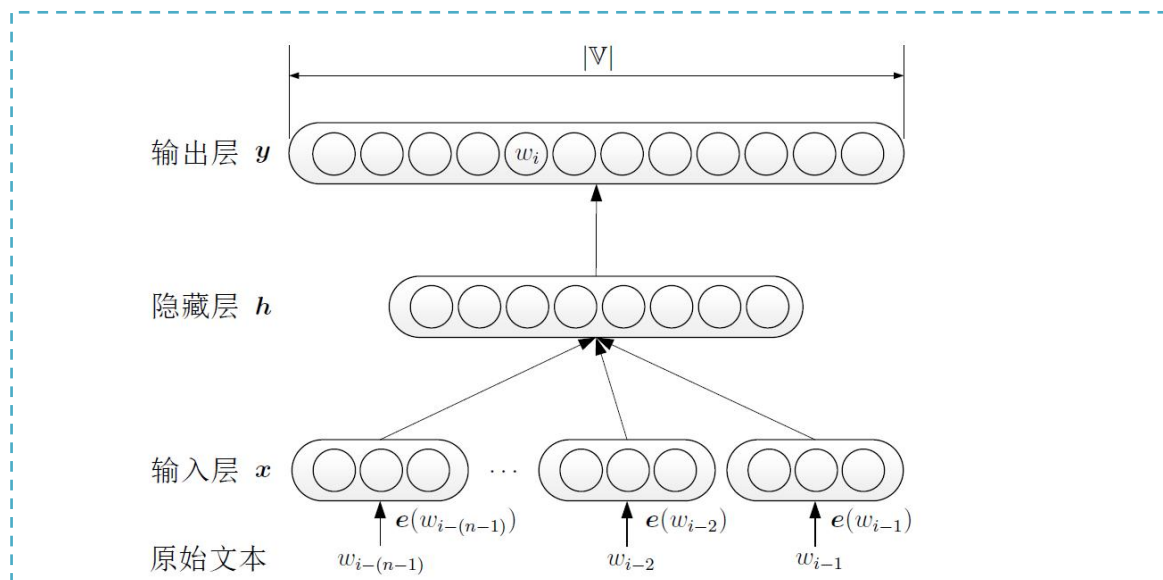 |𝕍|
输出层 y
w_i
隐藏层 h
输入层 x
...
e(w_{i-(n-1)}) e(w_{i-2}) e(w_{i-1})
原始文本 w_{i-(n-1)} w_{i-2} w_{i-1}